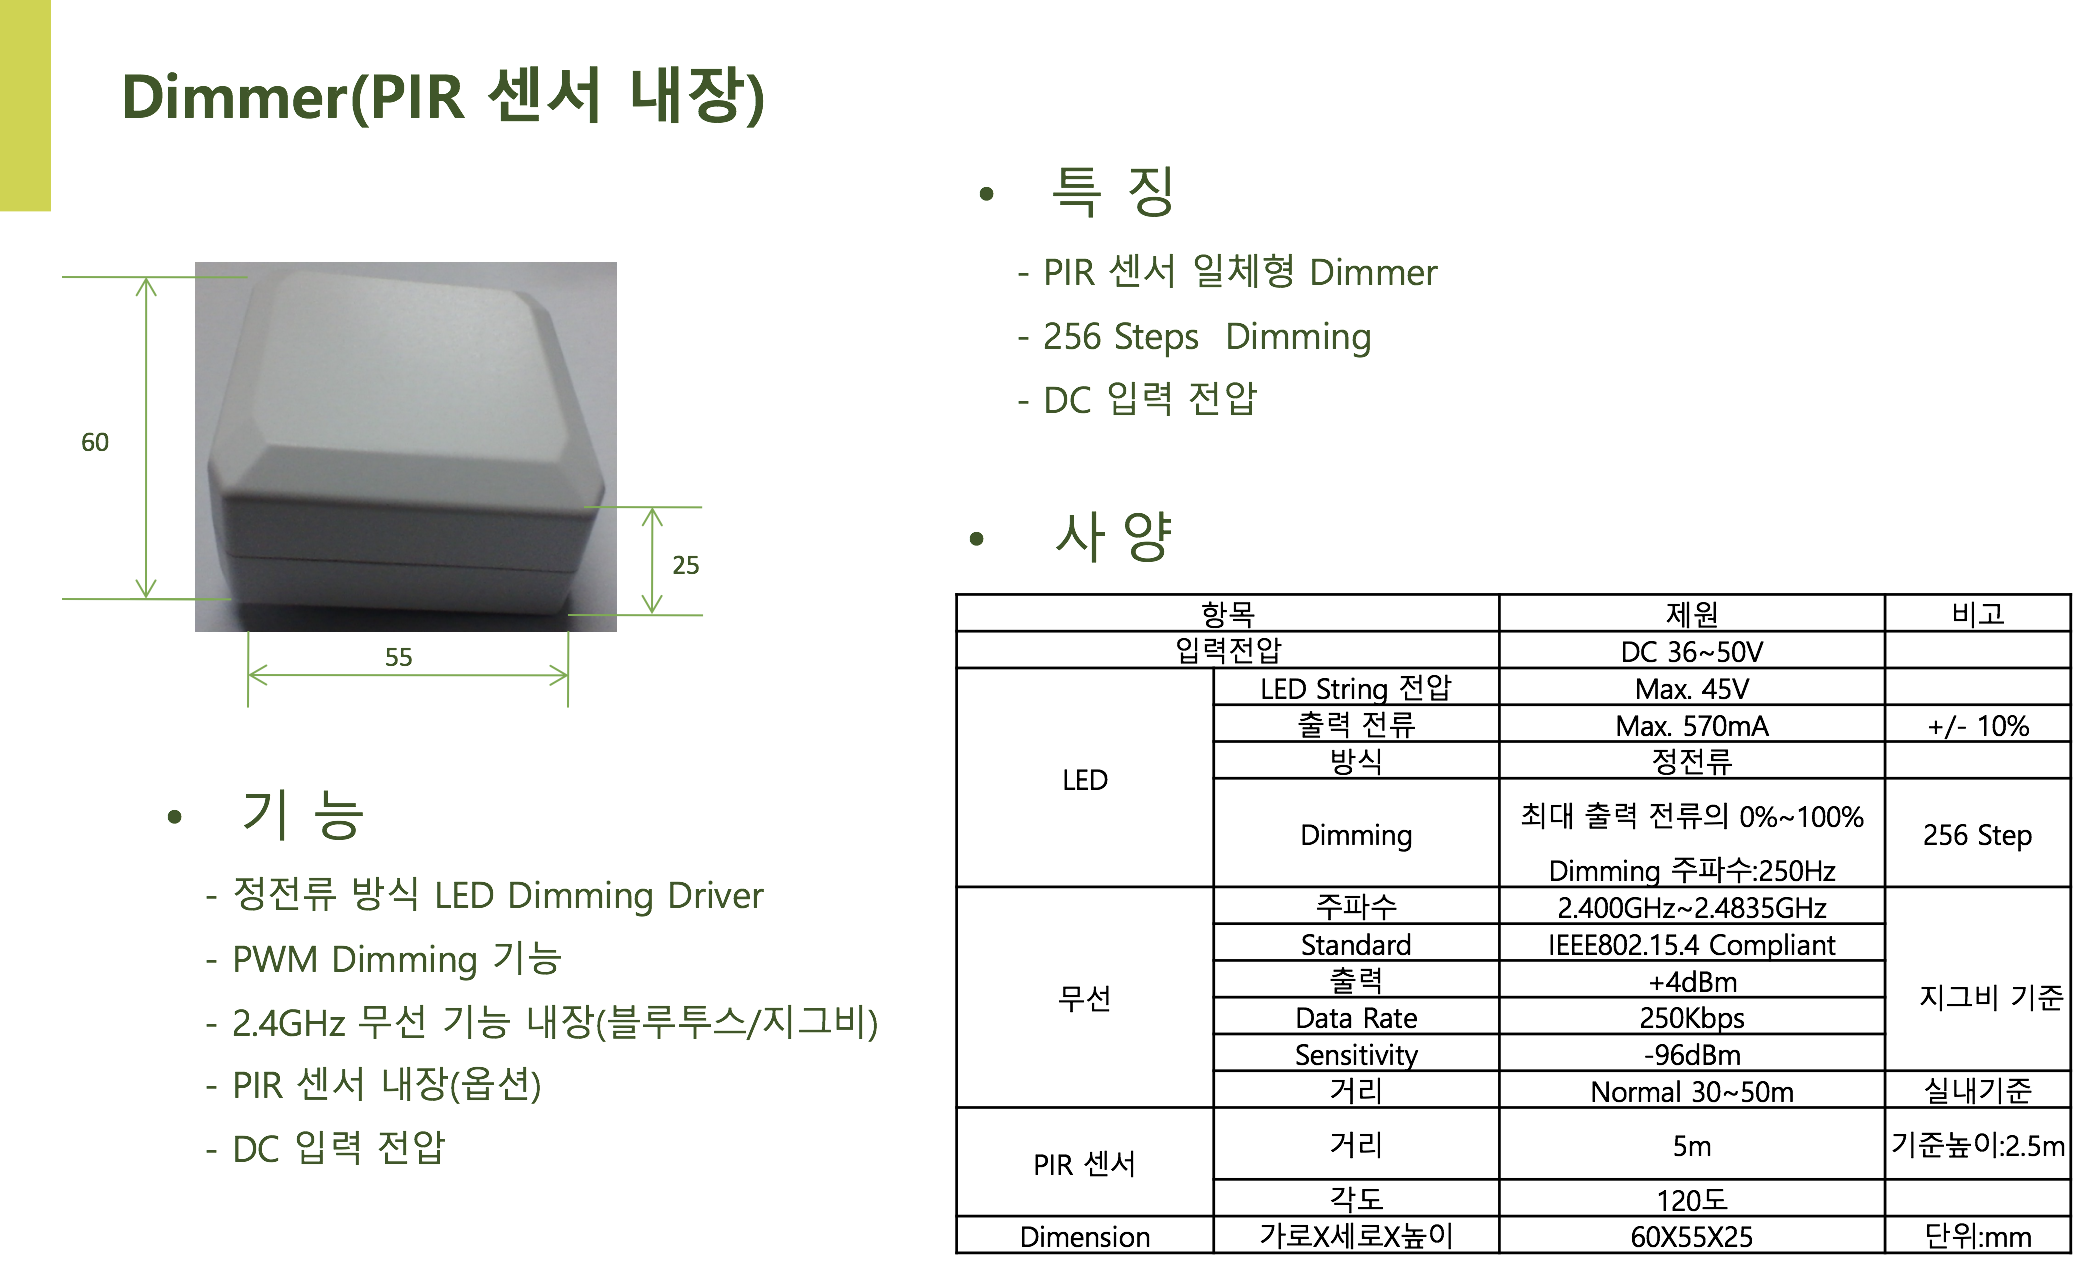 Dimmer(PIR 센서 내장)
60
25
55
• 기 능
- 정전류 방식 LED Dimming Driver
- PWM Dimming 기능
- 2.4GHz 무선 기능 내장(블루투스/지그비)
- PIR 센서 내장(옵션)
- DC 입력 전압
• 특 징
- PIR 센서 일체형 Dimmer
- 256 Steps Dimming
- DC 입력 전압
• 사 양
항목 제원 비고
입력전압 DC 36~50V
LED
LED String 전압 Max. 45V
출력 전류 Max. 570mA +/- 10%
방식 정전류
Dimming
최대 출력 전류의 0%~100%
Dimming 주파수:250Hz
256 Step
무선
주파수 2.400GHz~2.4835GHz
Standard IEEE802.15.4 Compliant
출력 +4dBm
Data Rate 250Kbps
Sensitivity -96dBm
지그비 기준
거리 Normal 30~50m 실내기준
PIR 센서
거리 5m 기준높이:2.5m
각도 120도
Dimension 가로X세로X높이 60X55X25 단위:mm